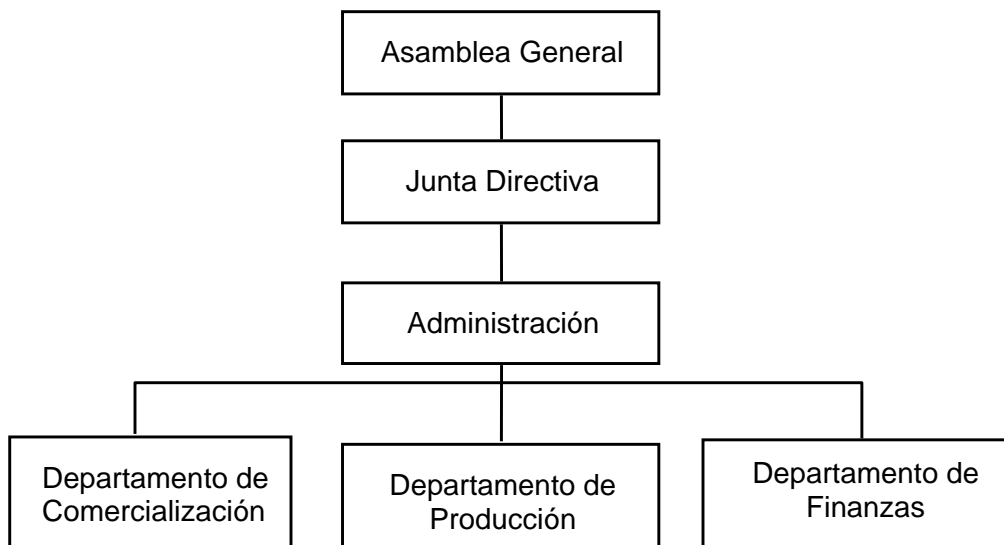 Asamblea General
Junta Directiva
Administración
Departamento de
Comercialización
Departamento de
Producción
Departamento de
Finanzas